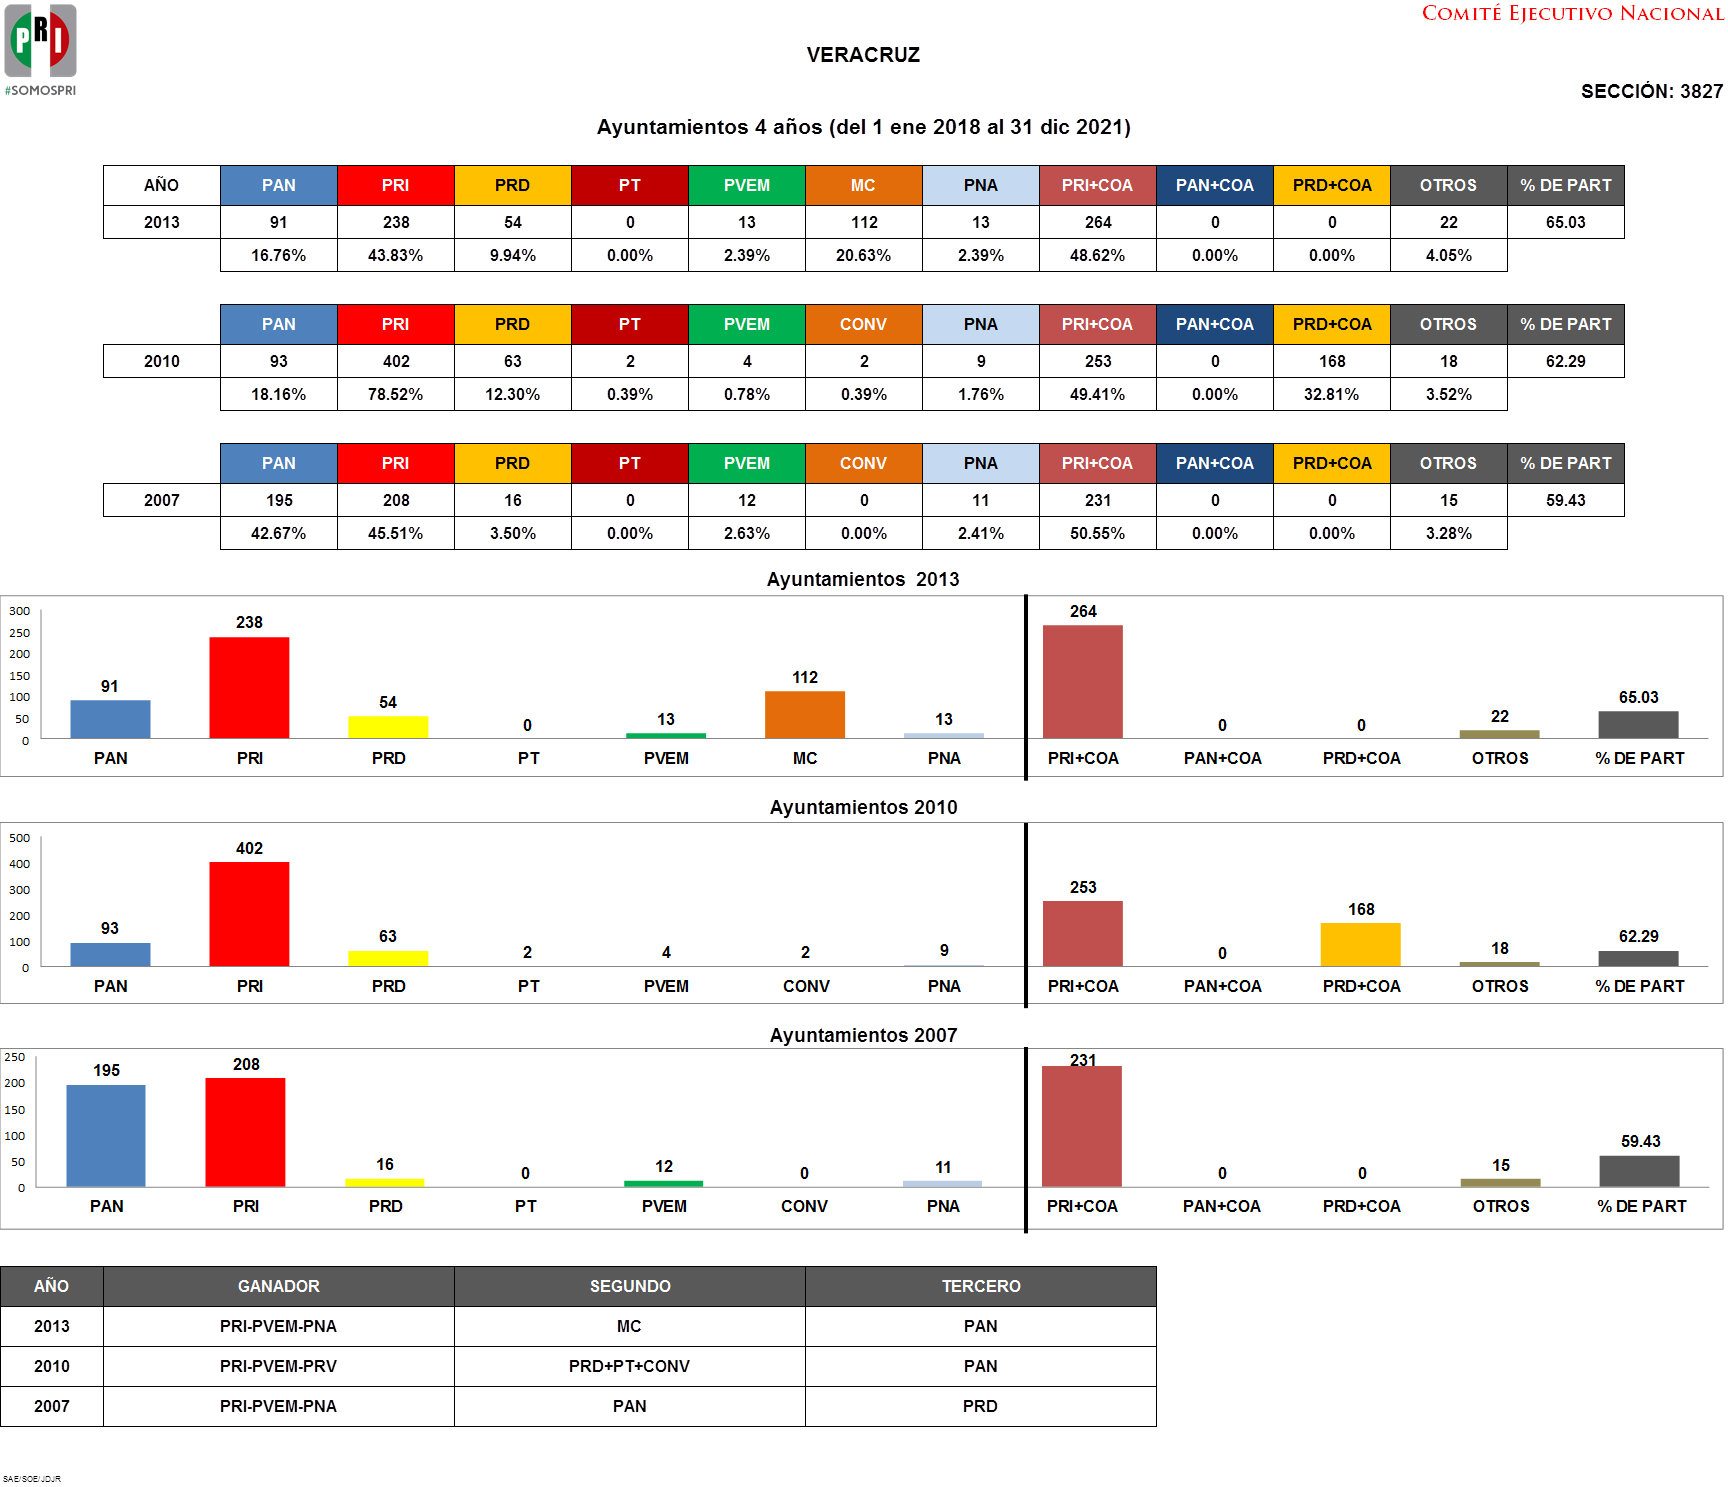 PRI
#SOMOSPRI
COMITÉ EJECUTIVO NACIONAL
VERACRUZ
SECCIÓN: 3827
Ayuntamientos 4 años (del 1 ene 2018 al 31 dic 2021)
AÑO PAN PRI PRD PT PVEM MC PNA PRI+COA PAN+COA PRD+COA OTROS % DE PART
2013 91 238 54 0 13 112 13 264 0 0 22 65.03
16.76% 43.83% 9.94% 0.00% 2.39% 20.63% 2.39% 48.62% 0.00% 0.00% 4.05%
PAN PRI PRD PT PVEM CONV PNA PRI+COA PAN+COA PRD+COA OTROS % DE PART
2010 93 402 63 2 4 2 9 253 0 168 18 62.29
18.16% 78.52% 12.30% 0.39% 0.78% 0.39% 1.76% 49.41% 0.00% 32.81% 3.52%
PAN PRI PRD PT PVEM CONV PNA PRI+COA PAN+COA PRD+COA OTROS % DE PART
2007 195 208 16 0 12 0 11 231 0 0 15 59.43
42.67% 45.51% 3.50% 0.00% 2.63% 0.00% 2.41% 50.55% 0.00% 0.00% 3.28%
Ayuntamientos 2013
300
250
200
150
100
50
0
91 238 54 0 13 112 13 264 0 0 22 65.03
PAN PRI PRD PT PVEM MC PNA PRI+COA PAN+COA PRD+COA OTROS % DE PART
Ayuntamientos 2010
500
400
300
200
100
0
93 402 63 2 4 2 9 253 0 168 18 62.29
PAN PRI PRD PT PVEM CONV PNA PRI+COA PAN+COA PRD+COA OTROS % DE PART
Ayuntamientos 2007
250
200
150
100
50
0
195 208 16 0 12 0 11 231 0 0 15 59.43
PAN PRI PRD PT PVEM CONV PNA PRI+COA PAN+COA PRD+COA OTROS % DE PART
AÑO GANADOR SEGUNDO TERCERO
2013 PRI-PVEM-PNA MC PAN
2010 PRI-PVEM-PRV PRD+PT+CONV PAN
2007 PRI-PVEM-PNA PAN PRD
SAE/SOE/JDJR